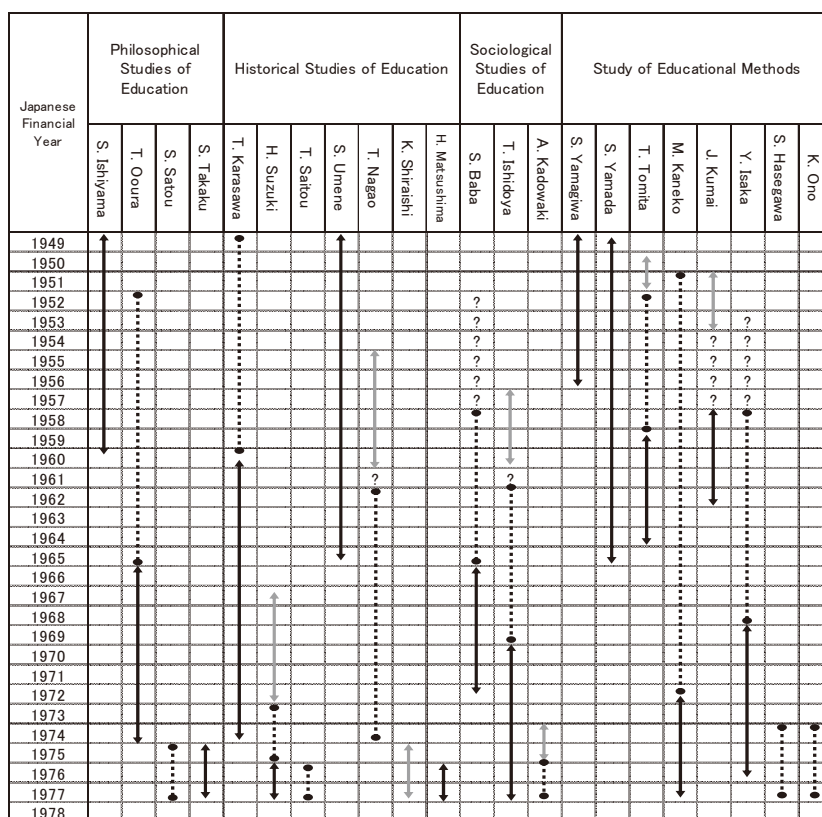 Japanese
Financial
Year
Philosophical
Studies of
Education
Historical Studies of Education
Sociological
Studies of
Education
Study of Educational Methods
S. Ishiyama
T. Ooura
S. Satou
S. Takaku
T. Karasawa
H. Suzuki
T. Saitou
S. Umene
T. Nagao
K. Shiraishi
H. Matsushima
S. Baba
T. Ishidoya
A. Kadowaki
S. Yamagiwa
S. Yamada
T. Tomita
M. Kaneko
J. Kumai
Y. Isaka
S. Hasegawa
K. Ono
1949
1950
1951
1952 ?
1953 ? ?
1954 ? ? ?
1955 ? ? ?
1956 ? ? ?
1957 ? ? ?
1958
1959
1960
1961 ? ?
1962
1963
1964
1965
1966
1967
1968
1969
1970
1971
1972
1973
1974
1975
1976
1977
1978